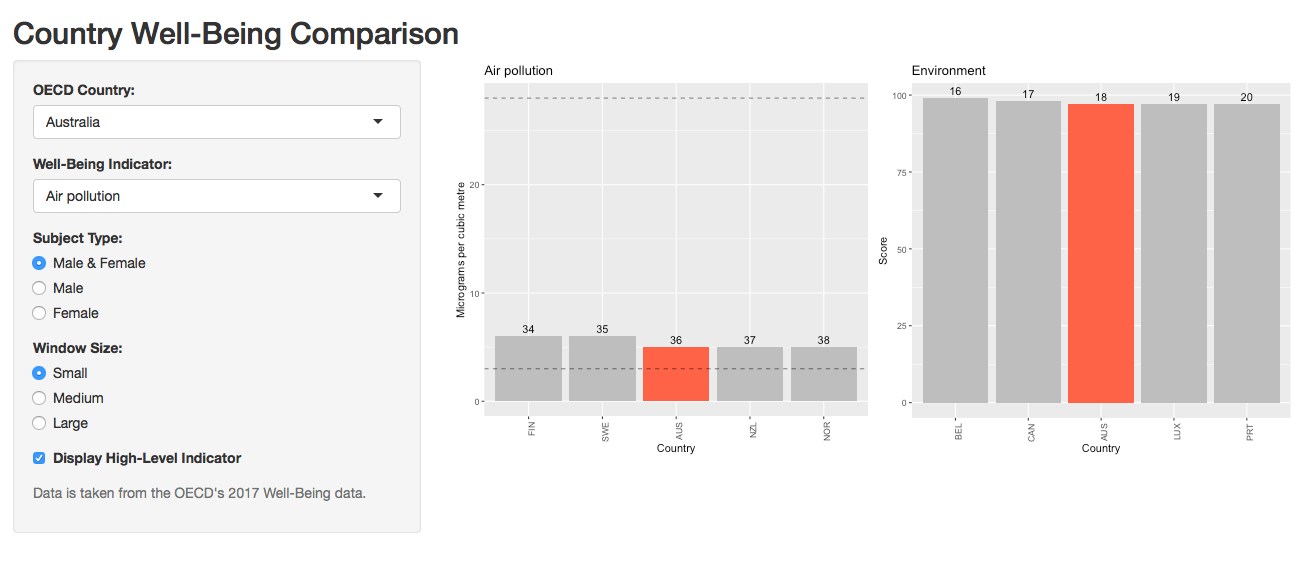 Country Well-Being Comparison
OECD Country:
Australia
Well-Being Indicator:
Air pollution
Subject Type:
Male & Female
Male
Female
Window Size:
Small
Medium
Large
Display High-Level Indicator
Data is taken from the OECD's 2017 Well-Being data.
Air pollution
Micrograms per cubic metre
20
10
0
34 35 36 37 38
FIN SWE AUS NZL NOR
Country
Environment
Score
100
75
50
25
0
16 17 18 19 20
BEL CAN AUS LUX PRT
Country